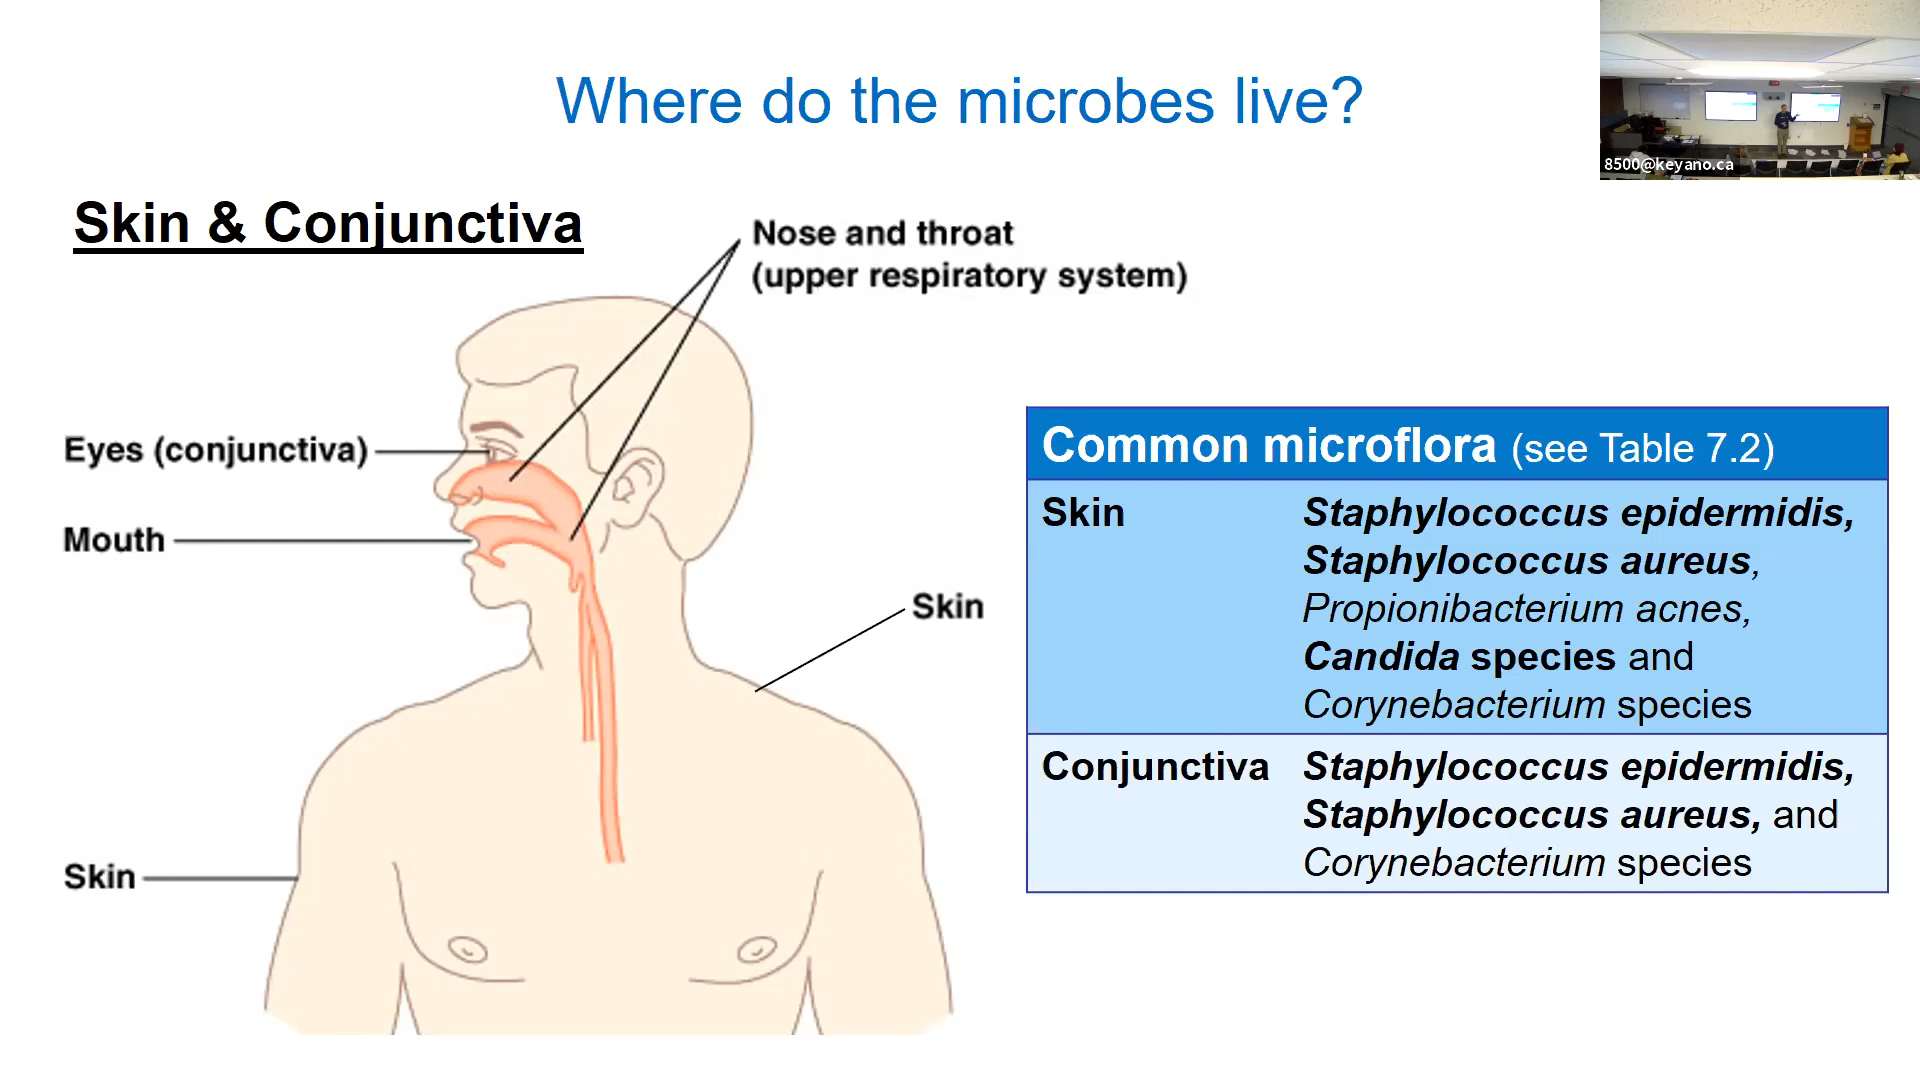 Where do the microbes live?
8500@keyano.ca
Skin & Conjunctiva
Nose and throat
(upper respiratory system)
Eyes (conjunctiva)
Mouth
Skin
Skin
Common microflora (see Table 7.2)
Skin
Staphylococcus epidermidis,
Staphylococcus aureus,
Propionibacterium acnes,
Candida species and
Corynebacterium species
Conjunctiva
Staphylococcus epidermidis,
Staphylococcus aureus, and
Corynebacterium species